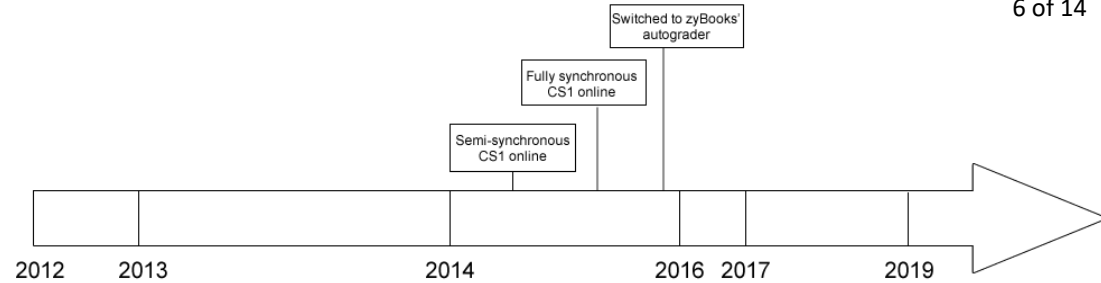 6 of 14
Switched to zyBooks'
autograder
Fully synchronous
CS1 online
Semi-synchronous
CS1 online
2012 2013 2014 2016 2017 2019